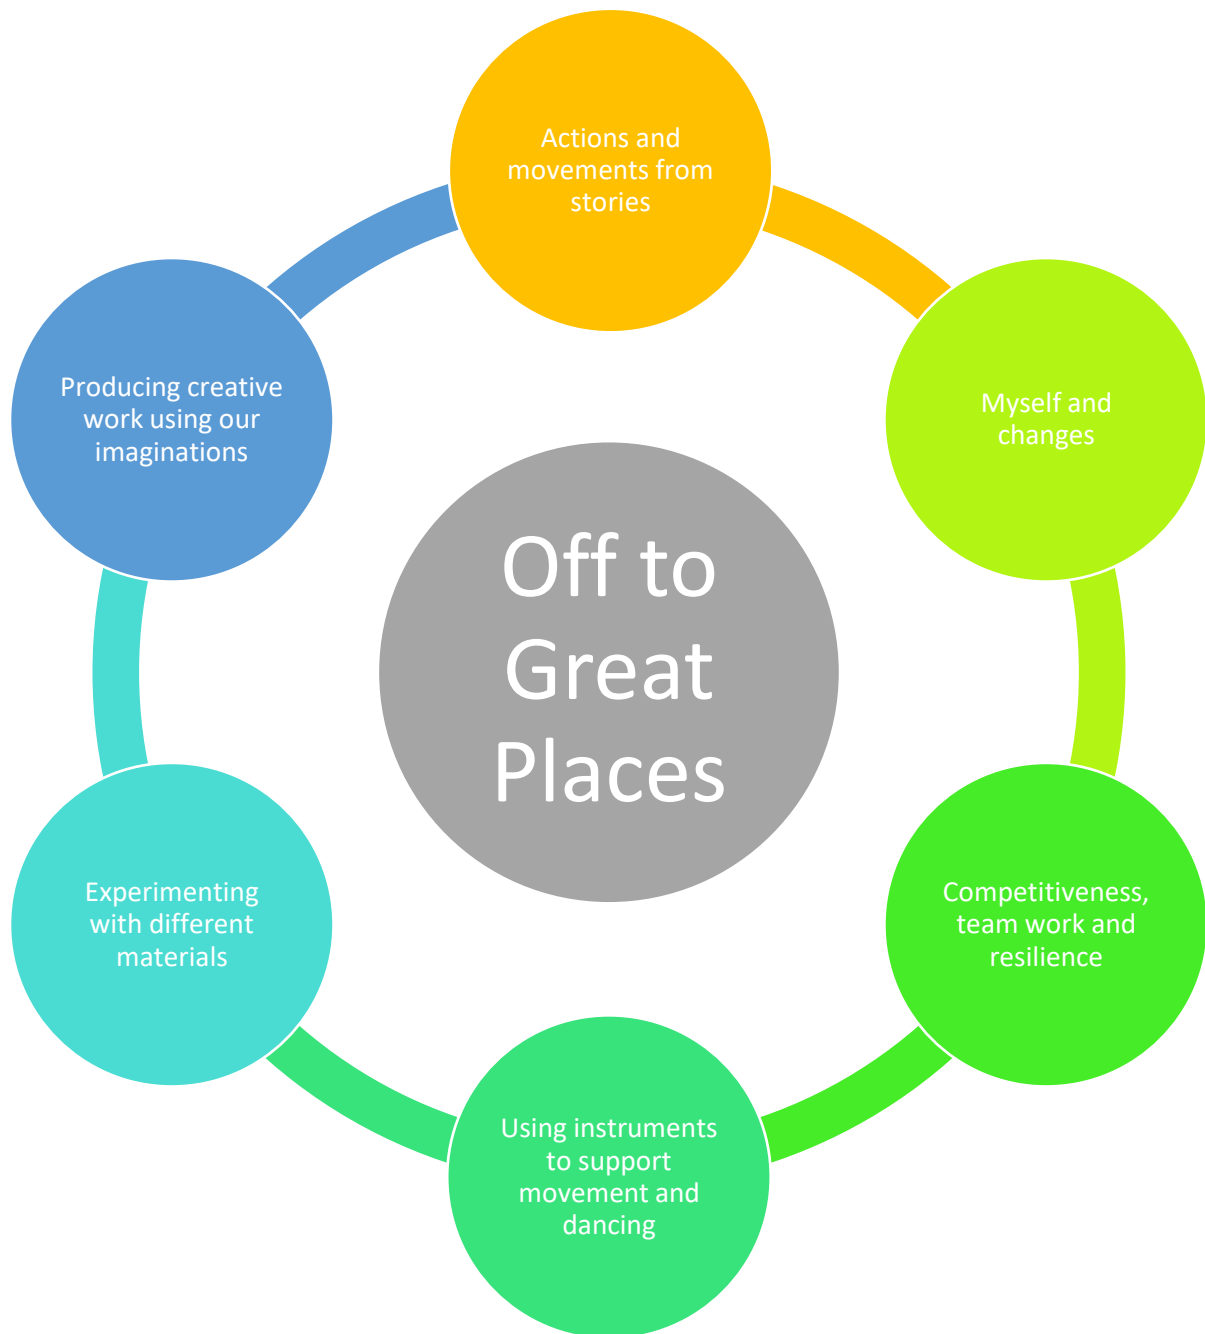 Actions and
movements from
stories
Myself and
changes
Competitiveness,
team work and
resilience
Using instruments
to support
movement and
dancing
Experimenting
with different
materials
Producing creative
work using our
imaginations
Off to
Great
Places